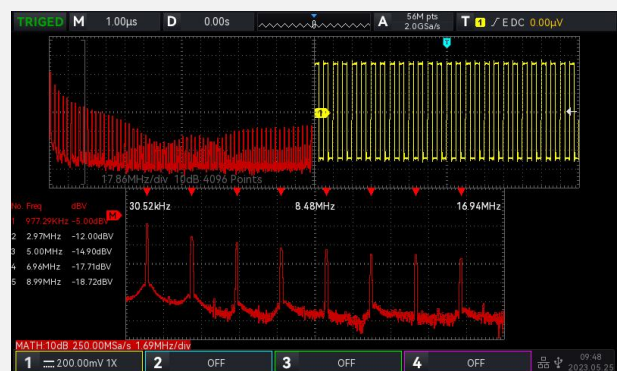 TRIGED M 1.00μs D 0.00s A 56M pts 2.0GSa/s T 1 E DC 0.00μV
1
17.86MHz/div 10dB 4096 Points
30.52kHz 8.48MHz 16.94MHz
No. Freq dBV
1 977.29KHz -5.00dBV M
2 2.97MHz -12.00dBV
3 5.00MHz -14.90dBV
4 6.96MHz -17.71dBV
5 8.99MHz -18.72dBV
MATH:10dB 250.00MSa/s 1.69MHz/div
1 200.00mV 1X 2 OFF 3 OFF 4 OFF 09:48
2023.05.25